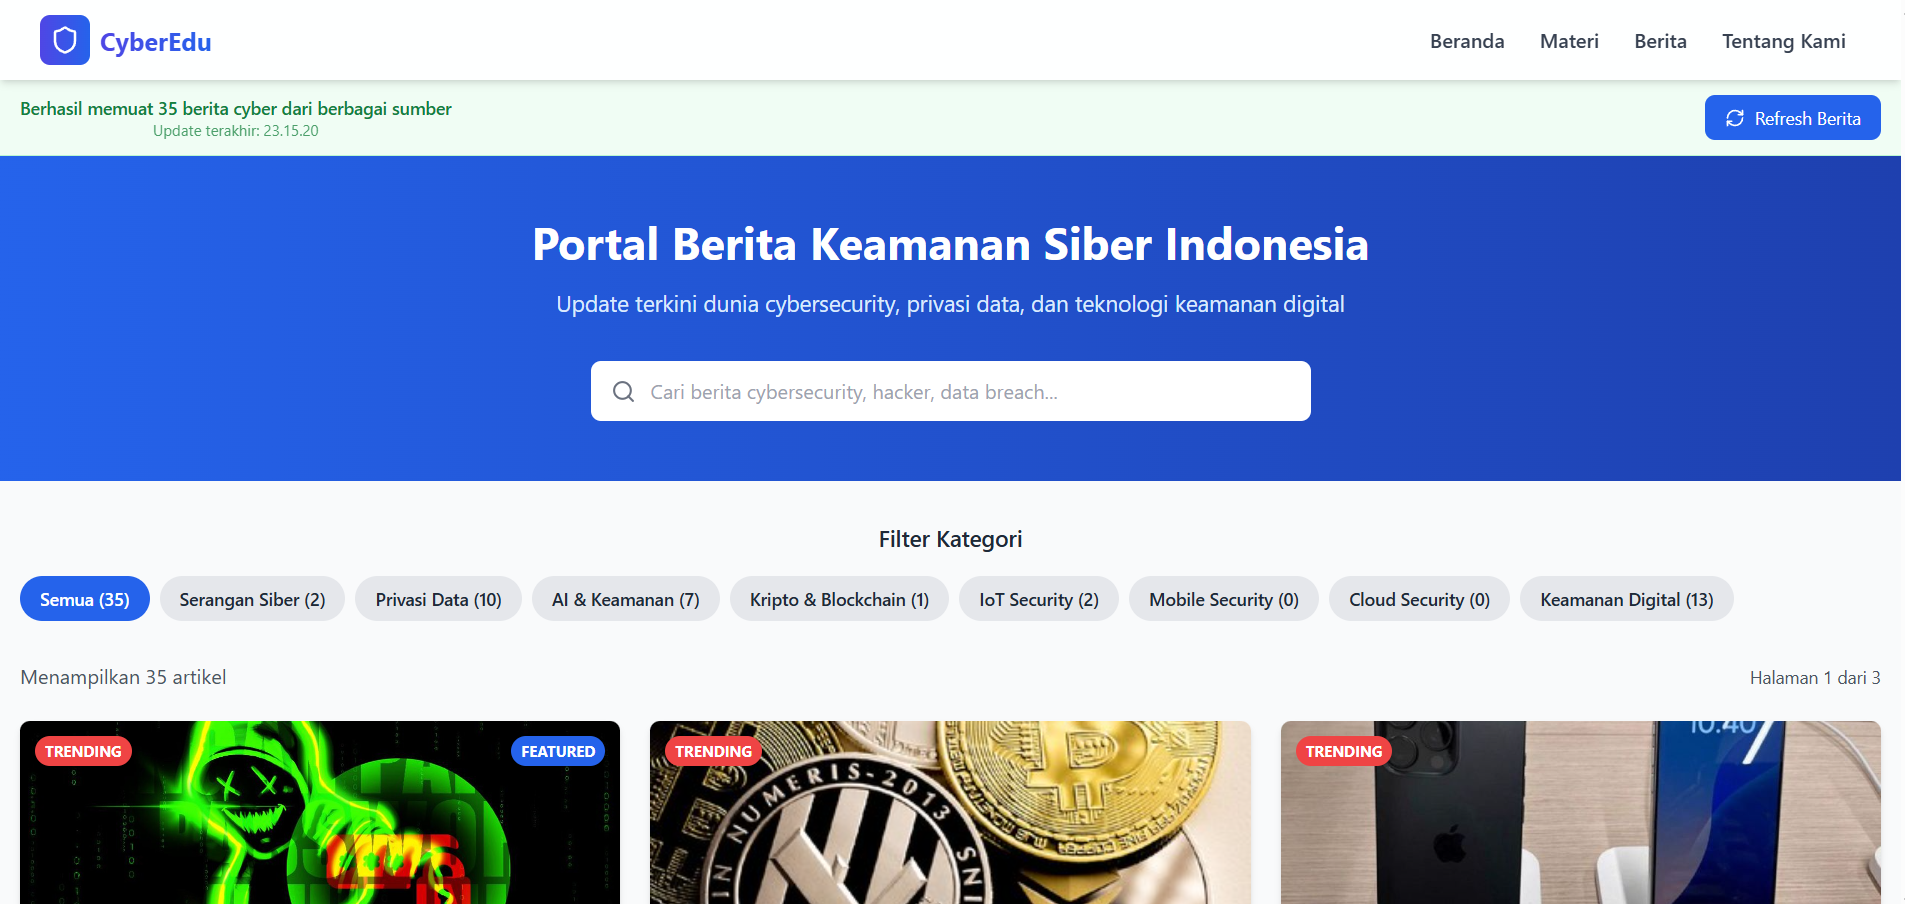 CyberEdu
Beranda
Materi
Berita
Tentang Kami
Berhasil memuat 35 berita cyber dari berbagai sumber
Update terakhir: 23.15.20
Refresh Berita
Portal Berita Keamanan Siber Indonesia
Update terkini dunia cybersecurity, privasi data, dan teknologi keamanan digital
Cari berita cybersecurity, hacker, data breach...
Filter Kategori
Semua (35)
Serangan Siber (2)
Privasi Data (10)
AI & Keamanan (7)
Kripto & Blockchain (1)
IoT Security (2)
Mobile Security (0)
Cloud Security (0)
Keamanan Digital (13)
Menampilkan 35 artikel
Halaman 1 dari 3
TRENDING
FEATURED
TRENDING
IN NUMERIS-2013
TRENDING